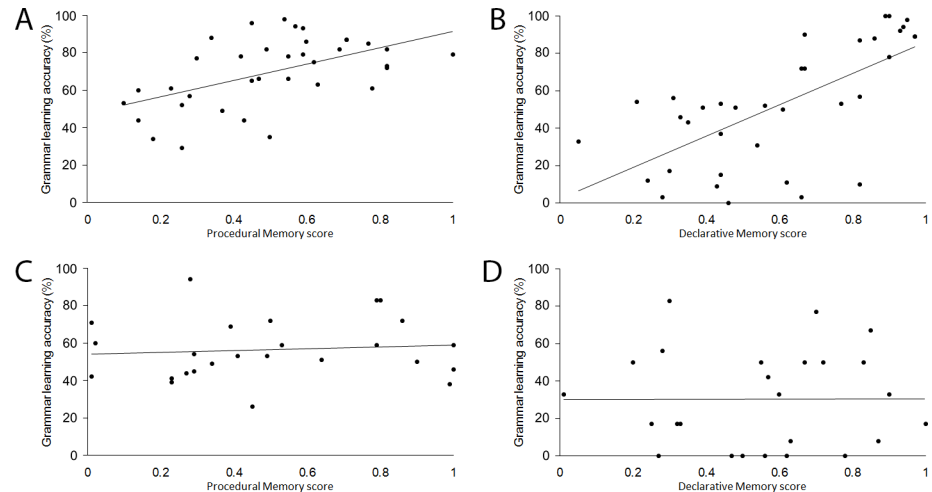 A
Grammar learning accuracy (%)
100
80
60
40
20
0
0 0.2 0.4 0.6 0.8 1
Procedural Memory score
B
Grammar learning accuracy (%)
100
80
60
40
20
0
0 0.2 0.4 0.6 0.8 1
Declarative Memory score
C
Grammar learning accuracy (%)
100
80
60
40
20
0
0 0.2 0.4 0.6 0.8 1
Procedural Memory score
D
Grammar learning accuracy (%)
100
80
60
40
20
0
0 0.2 0.4 0.6 0.8 1
Declarative Memory score